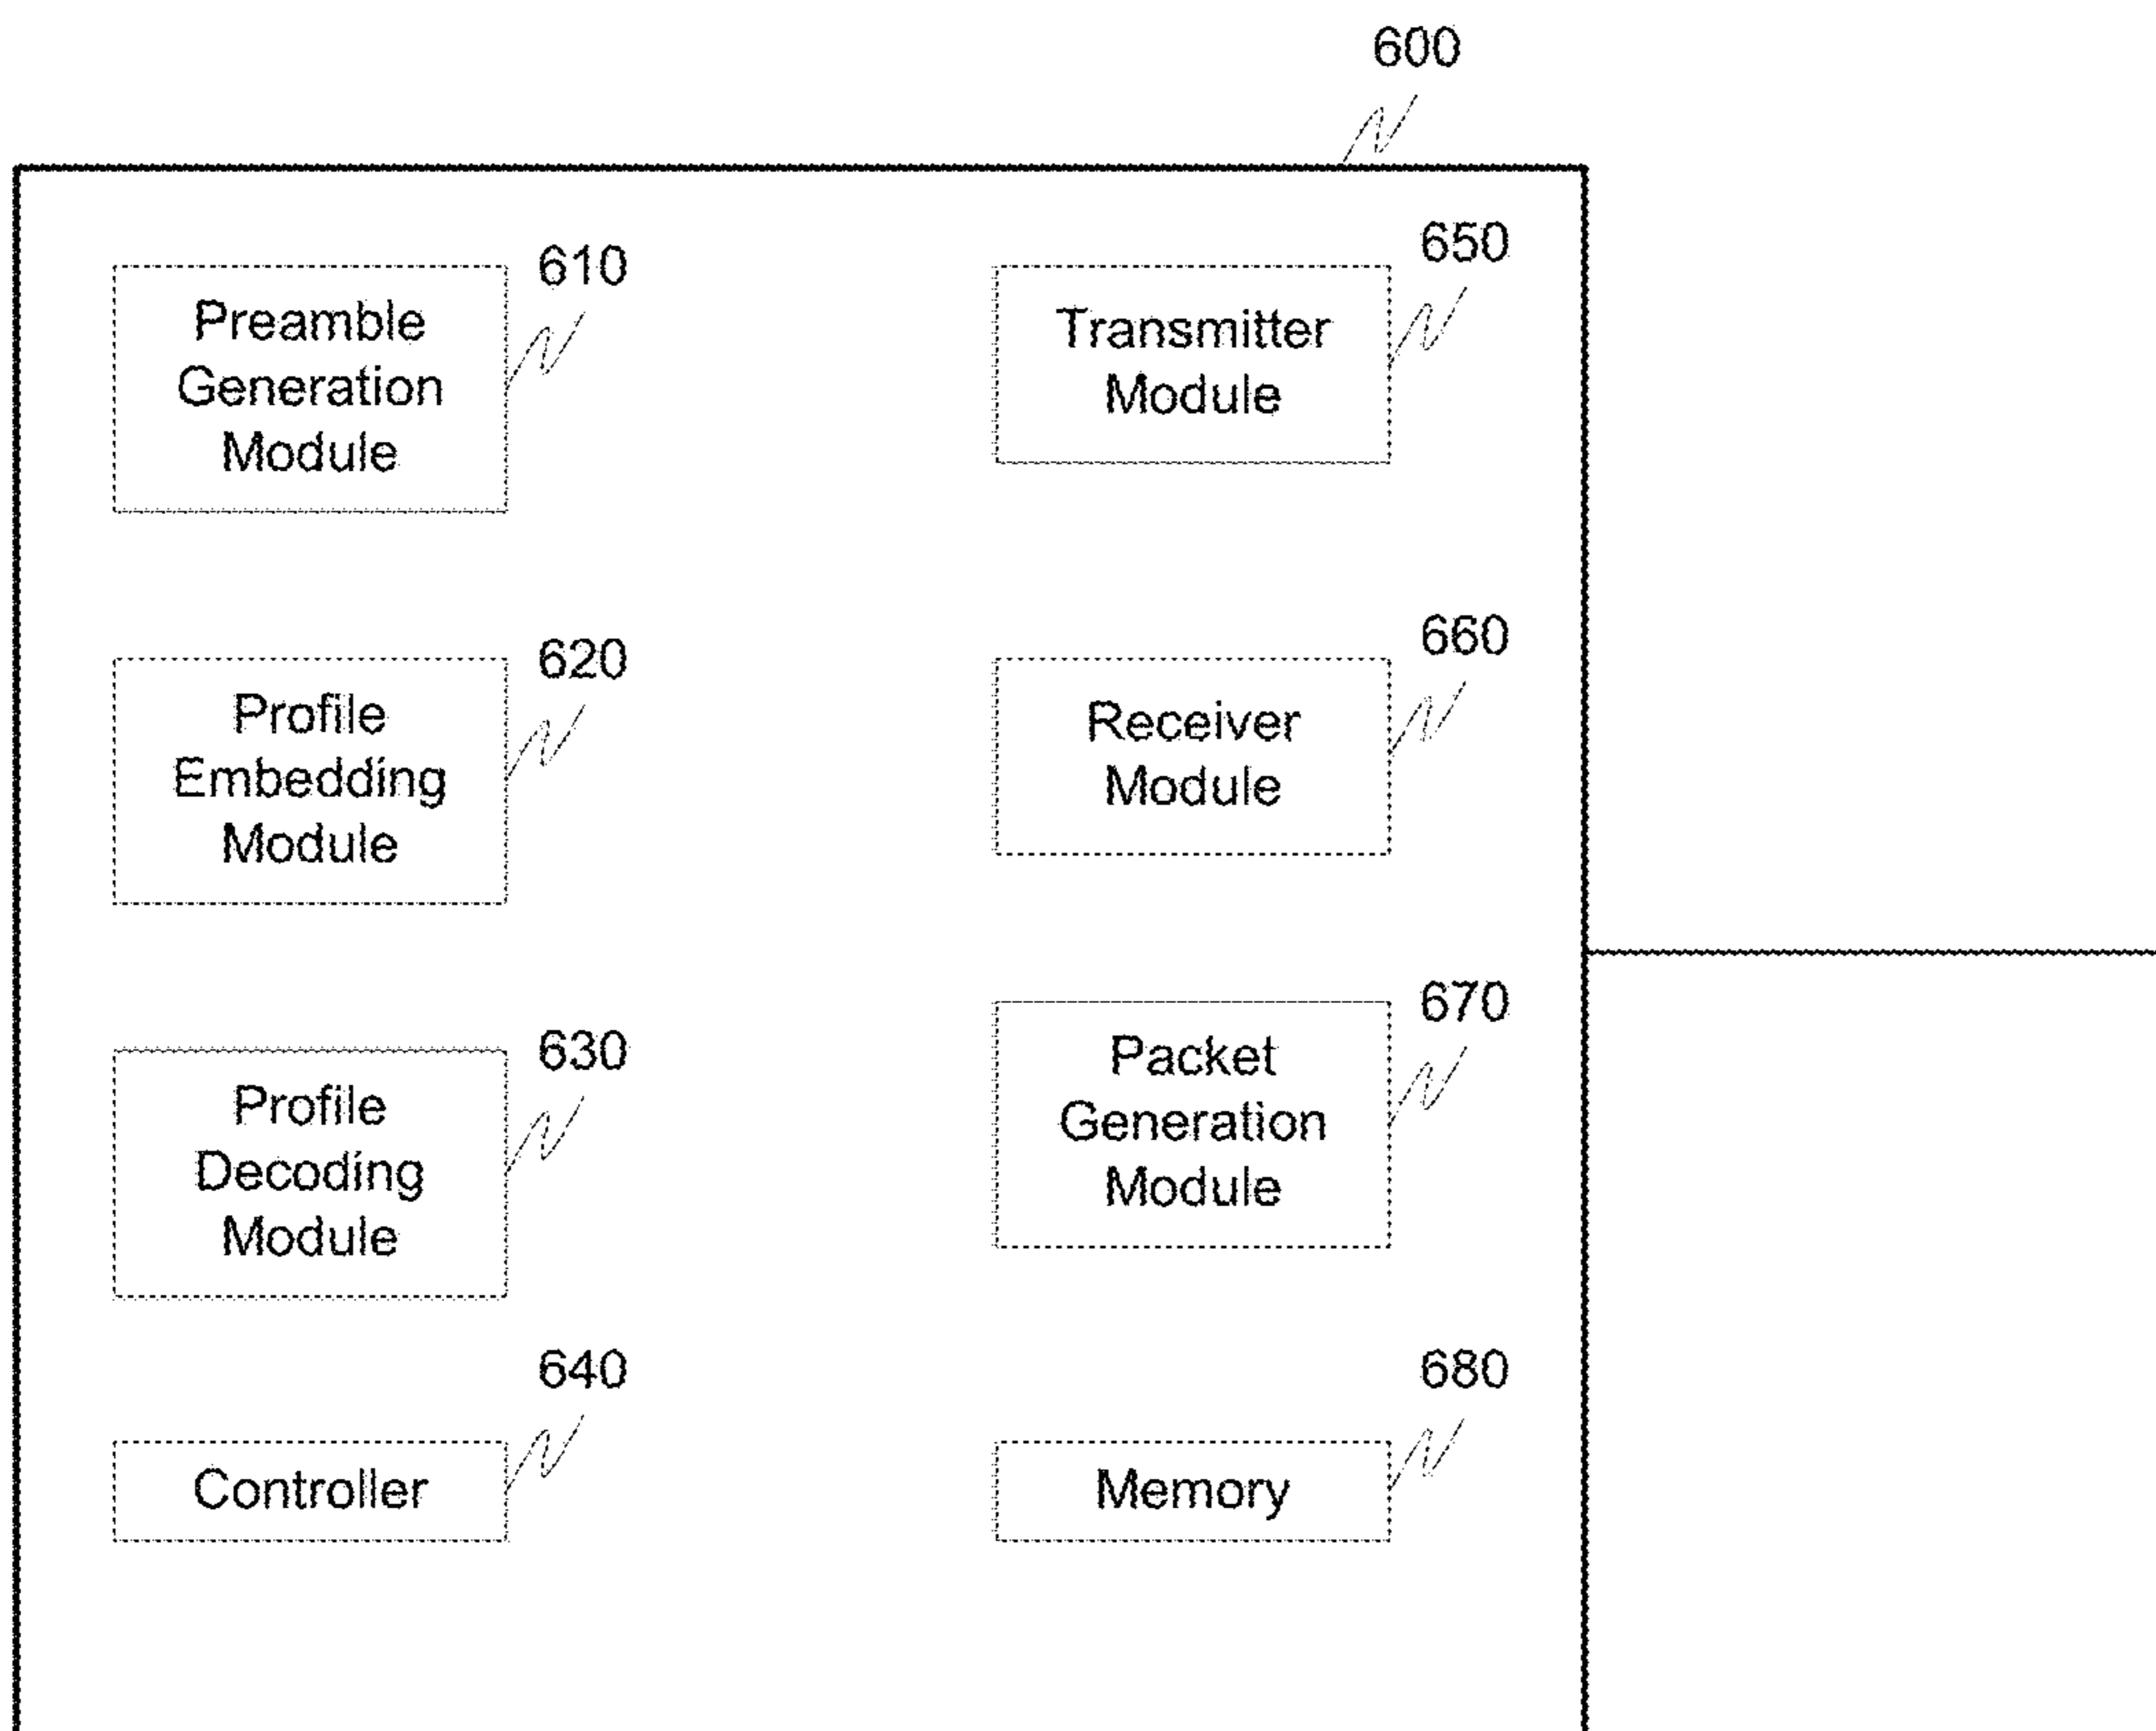 600
610
Preamble
Generation
Module
650
Transmitter
Module
620
Profile
Embedding
Module
660
Receiver
Module
630
Profile
Decoding
Module
670
Packet
Generation
Module
640
Controller
680
Memory